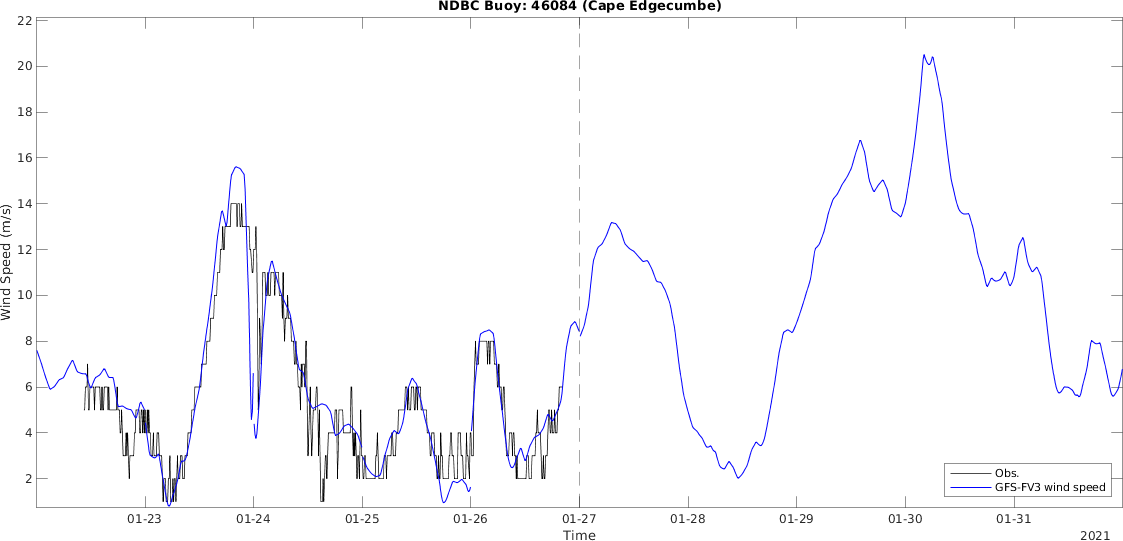 NDBC Buoy: 46084 (Cape Edgecumbe)
22
20
18
16
14
12
10
8
6
4
2
Wind Speed (m/s)
Obs.
GFS-FV3 wind speed
01-23 01-24 01-25 01-26 01-27 01-28 01-29 01-30 01-31
Time
2021